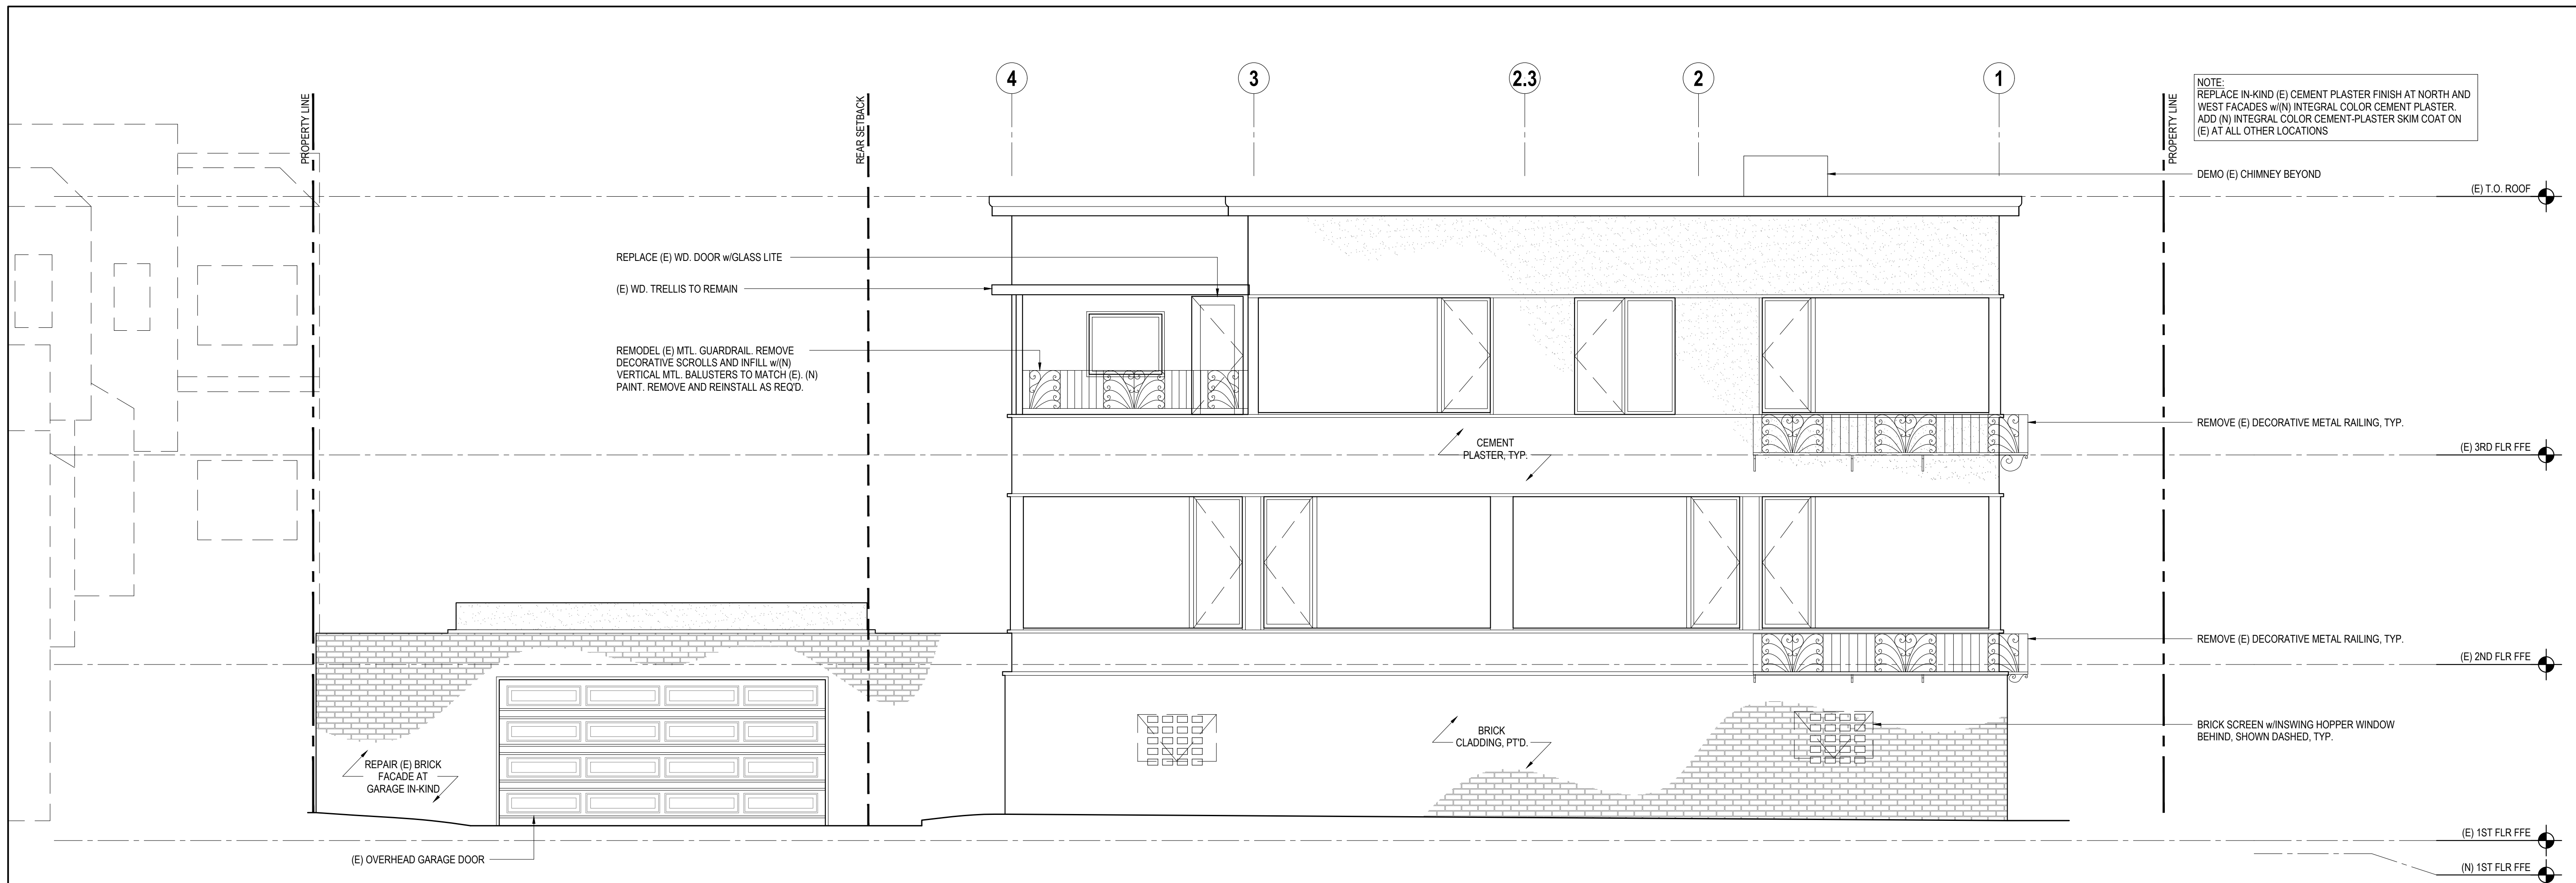 4
3
2.3
2
1
NOTE:
REPLACE IN-KIND (E) CEMENT PLASTER FINISH AT NORTH AND
WEST FACADES w/(N) INTEGRAL COLOR CEMENT PLASTER.
ADD (N) INTEGRAL COLOR CEMENT-PLASTER SKIM COAT ON
(E) AT ALL OTHER LOCATIONS
PROPERTY LINE
REAR SETBACK
PROPERTY LINE
DEMO (E) CHIMNEY BEYOND
(E) T.O. ROOF
REPLACE (E) WD. DOOR w/GLASS LITE
(E) WD. TRELLIS TO REMAIN
REMODEL (E) MTL. GUARDRAIL. REMOVE
DECORATIVE SCROLLS AND INFILL w/(N)
VERTICAL MTL. BALUSTERS TO MATCH (E). (N)
PAINT. REMOVE AND REINSTALL AS REQ'D.
REMOVE (E) DECORATIVE METAL RAILING, TYP.
CEMENT
PLASTER, TYP.
(E) 3RD FLR FFE
REMOVE (E) DECORATIVE METAL RAILING, TYP.
(E) 2ND FLR FFE
BRICK SCREEN w/INSWING HOPPER WINDOW
BEHIND, SHOWN DASHED, TYP.
BRICK
CLADDING, PT'D.
REPAIR (E) BRICK
FACADE AT
GARAGE IN-KIND
(E) 1ST FLR FFE
(E) OVERHEAD GARAGE DOOR
(N) 1ST FLR FFE